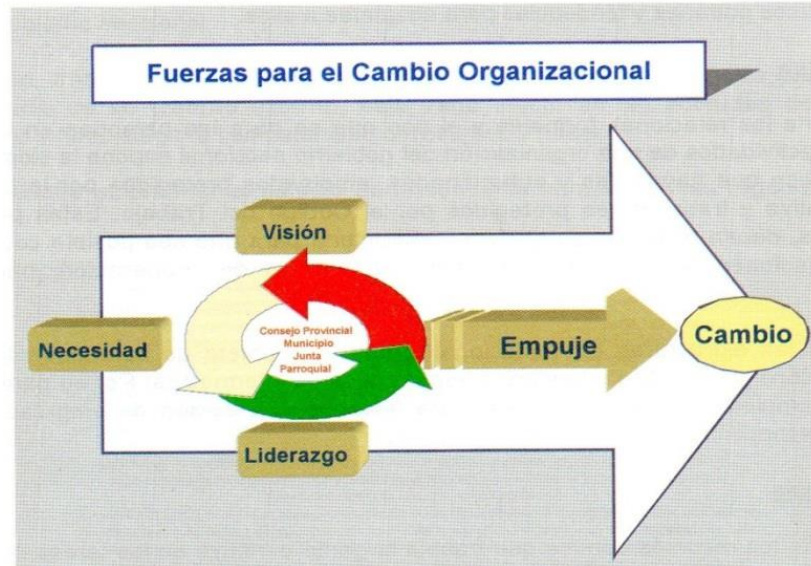 Fuerzas para el Cambio Organizacional
Visión
Necesidad
Consejo Provincial
Municipio
Junta
Parroquial
Empuje
Cambio
Liderazgo